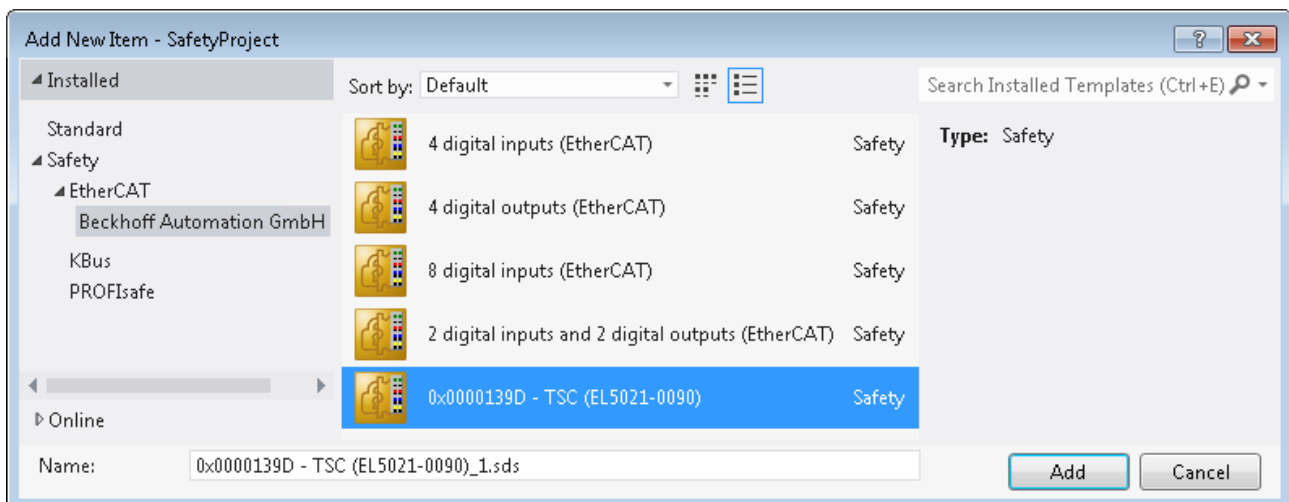 Add New Item - SafetyProject
Installed
Sort by: Default
Search Installed Templates (Ctrl+E)
Standard
Safety
EtherCAT
Beckhoff Automation GmbH
KBus
PROFIsafe
Online
4 digital inputs (EtherCAT) Safety
4 digital outputs (EtherCAT) Safety
8 digital inputs (EtherCAT) Safety
2 digital inputs and 2 digital outputs (EtherCAT) Safety
0x0000139D - TSC (EL5021-0090) Safety
Type: Safety
Name: 0x0000139D - TSC (EL5021-0090)_1.sds
Add Cancel